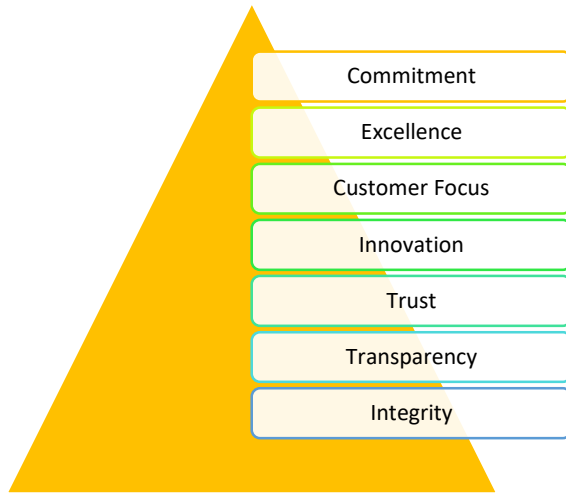 Commitment
Excellence
Customer Focus
Innovation
Trust
Transparency
Integrity